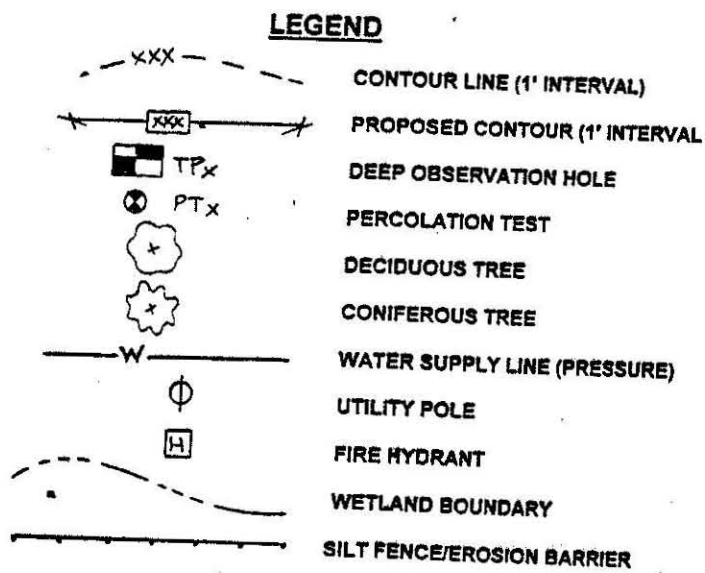 LEGEND
XXX CONTOUR LINE (1' INTERVAL)
XXX PROPOSED CONTOUR (1' INTERVAL
TPX DEEP OBSERVATION HOLE
PTX PERCOLATION TEST
DECIDUOUS TREE
CONIFEROUS TREE
W WATER SUPPLY LINE (PRESSURE)
UTILITY POLE
H FIRE HYDRANT
WETLAND BOUNDARY
SILT FENCE/EROSION BARRIER